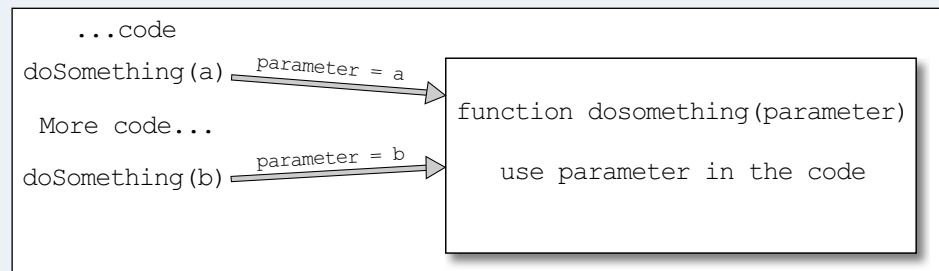 ...code
doSomething(a)
parameter = a
More code...
doSomething(b)
parameter = b
function dosomething(parameter)
use parameter in the code